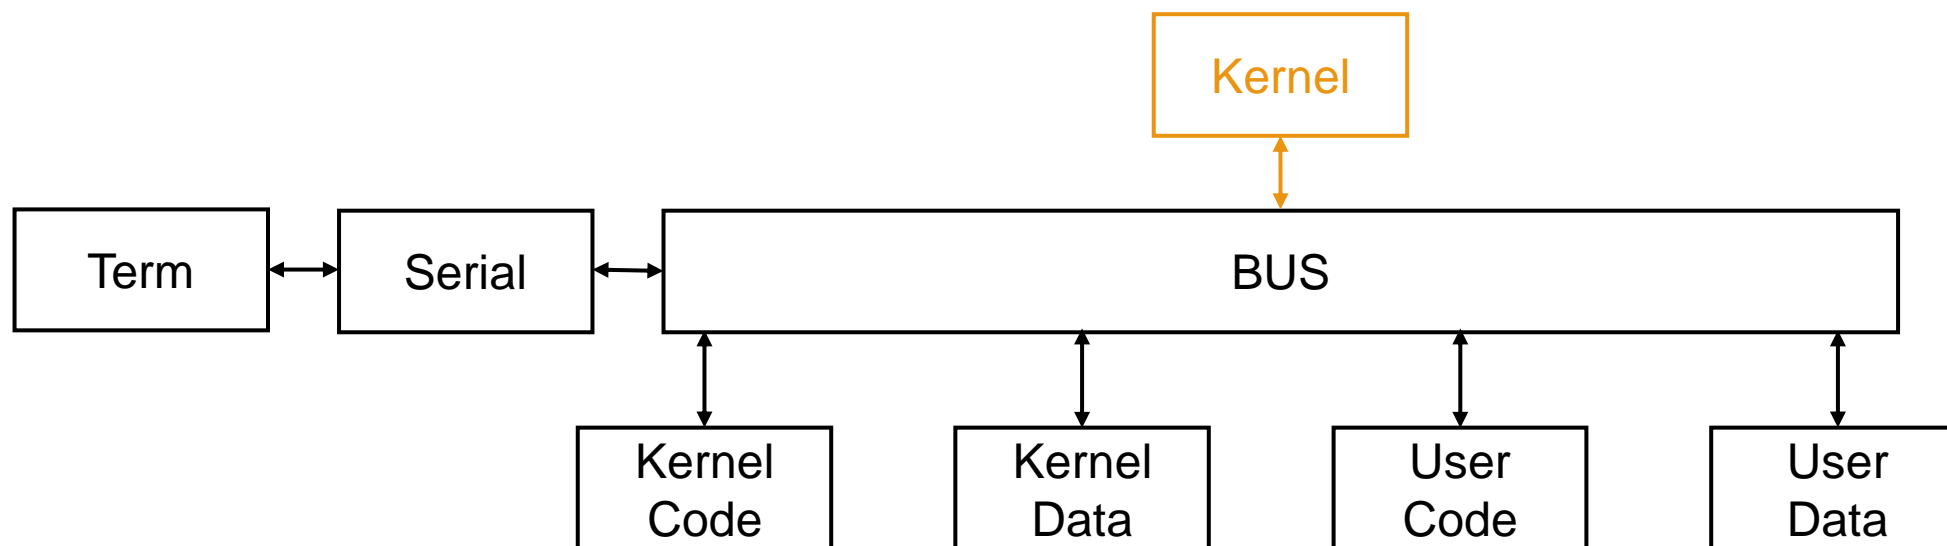 Kernel
Term
Serial
BUS
Kernel
Code
Kernel
Data
User
Code
User
Data